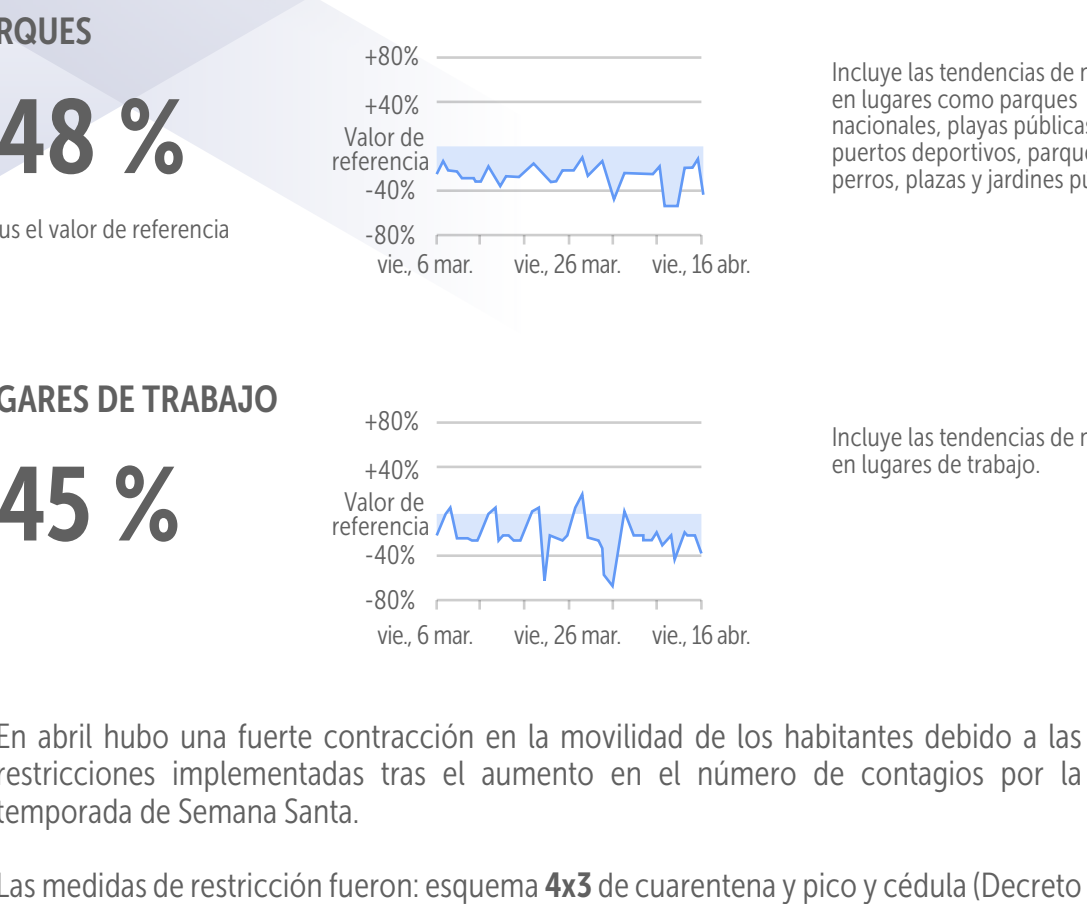 RQUES
48 %
us el valor de referencia
+80%
+40%
Valor de
referencia
-40%
-80%
vie., 6 mar. vie., 26 mar. vie., 16 abr.
Incluye las tendencias de
en lugares como parques
nacionales, playas públicas
puertos deportivos, parque
perros, plazas y jardines pú
GARES DE TRABAJO
45 %
+80%
+40%
Valor de
referencia
-40%
-80%
vie., 6 mar. vie., 26 mar. vie., 16 abr.
Incluye las tendencias de
en lugares de trabajo.
En abril hubo una fuerte contracción en la movilidad de los habitantes debido a las
restricciones implementadas tras el aumento en el número de contagios por la
temporada de Semana Santa.
Las medidas de restricción fueron: esquema 4x3 de cuarentena y pico y cédula (Decreto